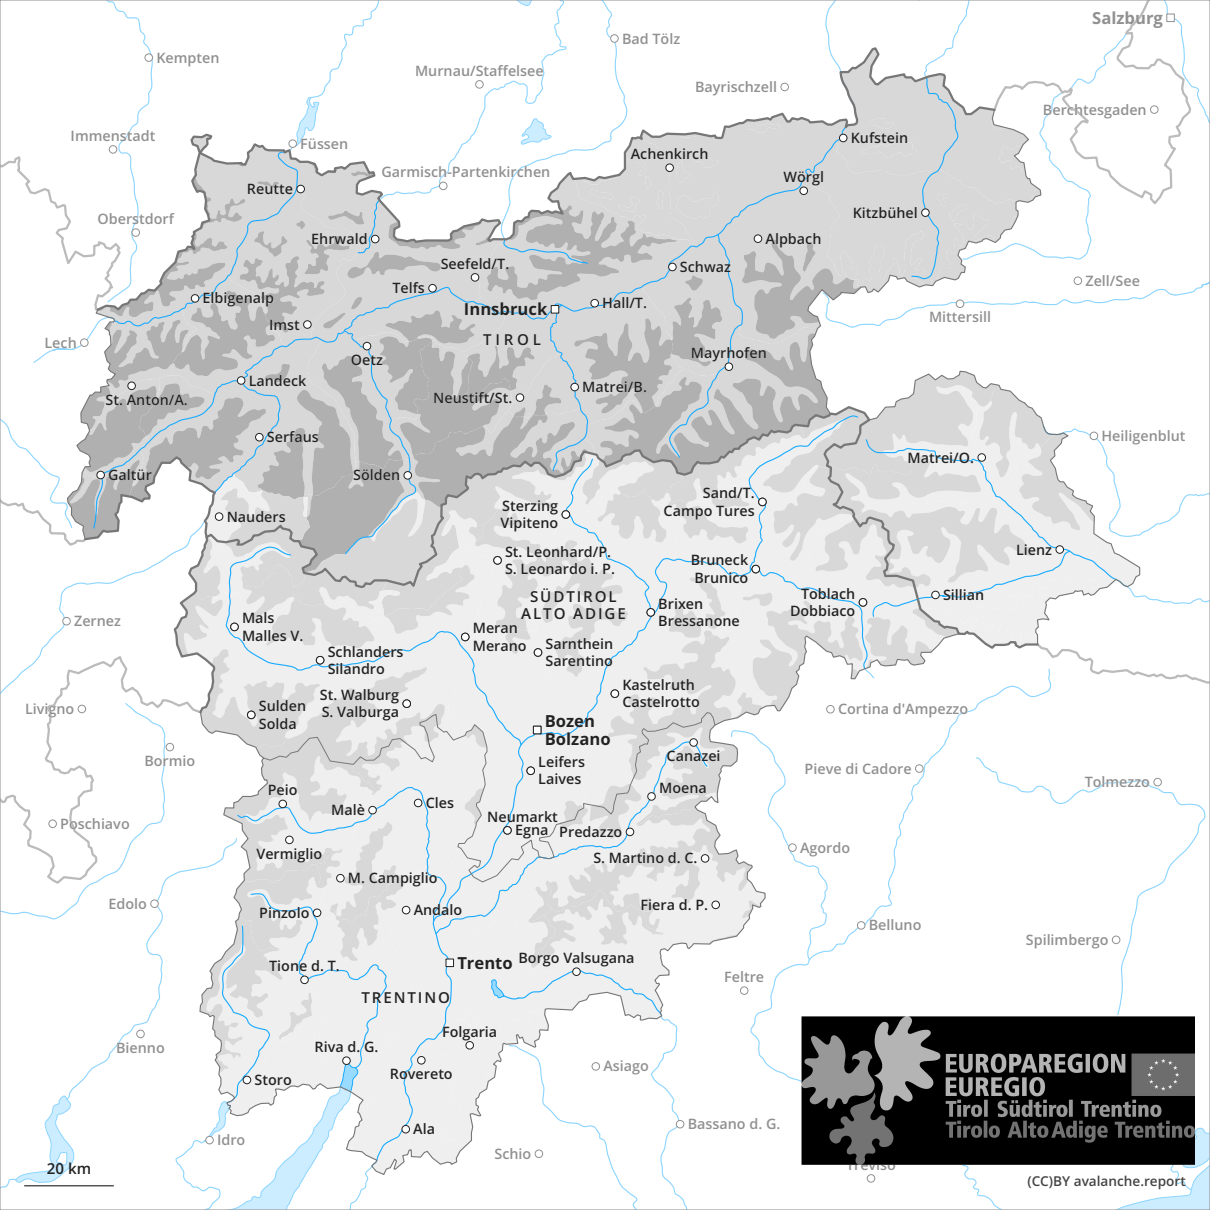 Salzburg
Bad Tölz
Kempten
Murnau/Staffelsee
Bayrischzell
Berchtesgaden
Immenstadt
Füssen
Kufstein
Achenkirch
Garmisch-Partenkirchen
Wörgl
Reutte
Oberstdorf
Kitzbühel
Ehrwald
Alpbach
Seefeld/T.
Schwaz
Zell/See
Telfs
Elbigenalp
Hall/T.
Innsbruck
Mittersill
Imst
TIROL
Lech
Oetz
Mayrhofen
Landeck
Matrei/B.
St. Anton/A.
Neustift/St.
Serfaus
Heiligenblut
Matrei/O.
Galtür
Sölden
Sand/T.
Campo Tures
Sterzing
Vipiteno
Nauders
St. Leonhard/P.
S. Leonardo i. P.
Lienz
Bruneck
Brunico
SÜDTIROL
ALTO ADIGE
Toblach
Dobbiaco
Sillian
Brixen
Bressanone
Zernez
Mals
Malles V.
Meran
Merano
Sarnthein
Sarentino
Schlanders
Silandro
Kastelruth
Castelrotto
St. Walburg
S. Valburga
Livigno
Sulden
Solda
Cortina d'Ampezzo
Bozen
Bolzano
Bormio
Canazei
Leifers
Laives
Pieve di Cadore
Tolmezzo
Peio
Moena
Malè
Cles
Neumarkt
Egna
Predazzo
Poschiavo
Agordo
Vermiglio
S. Martino d. C.
M. Campiglio
Edolo
Pinzolo
Andalo
Fiera d. P.
Belluno
Spilimbergo
Tione d. T.
Trento
Borgo Valsugana
Feltre
TRENTINO
Folgaria
Bienno
Riva d. G.
Rovereto
Asiago
Storo
EUROPAREGION
EUREGIO
Tirol Südtirol Trentino
Tirolo Alto Adige Trentino
Idro
Ala
Bassano d. G.
Schio
Treviso
20 km
(CC)BY avalanche.report